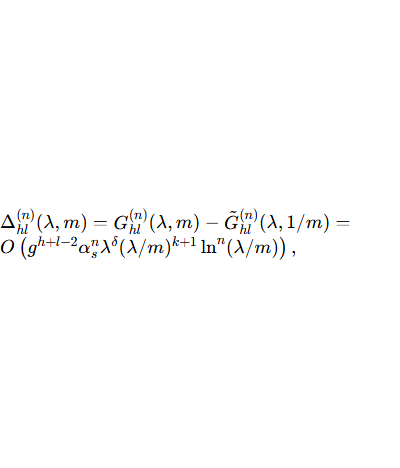 Δ_{hl}^{(n)}(λ, m) = G_{hl}^{(n)}(λ, m) − G̃_{hl}^{(n)}(λ, 1/m) =
O (g^{h+l−2} α_s^n λ^δ (λ/m)^{k+1} ln^n(λ/m)) ,